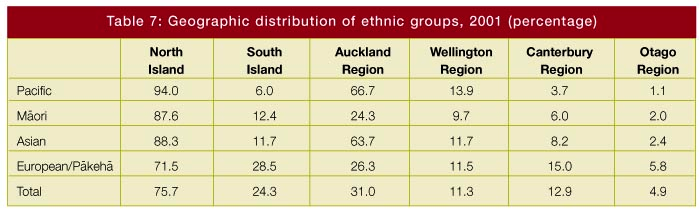 Table 7: Geographic distribution of ethnic groups, 2001 (percentage)
North Island South Island Auckland Region Wellington Region Canterbury Region Otago Region
Pacific 94.0 6.0 66.7 13.9 3.7 1.1
Māori 87.6 12.4 24.3 9.7 6.0 2.0
Asian 88.3 11.7 63.7 11.7 8.2 2.4
European/Pākehā 71.5 28.5 26.3 11.5 15.0 5.8
Total 75.7 24.3 31.0 11.3 12.9 4.9